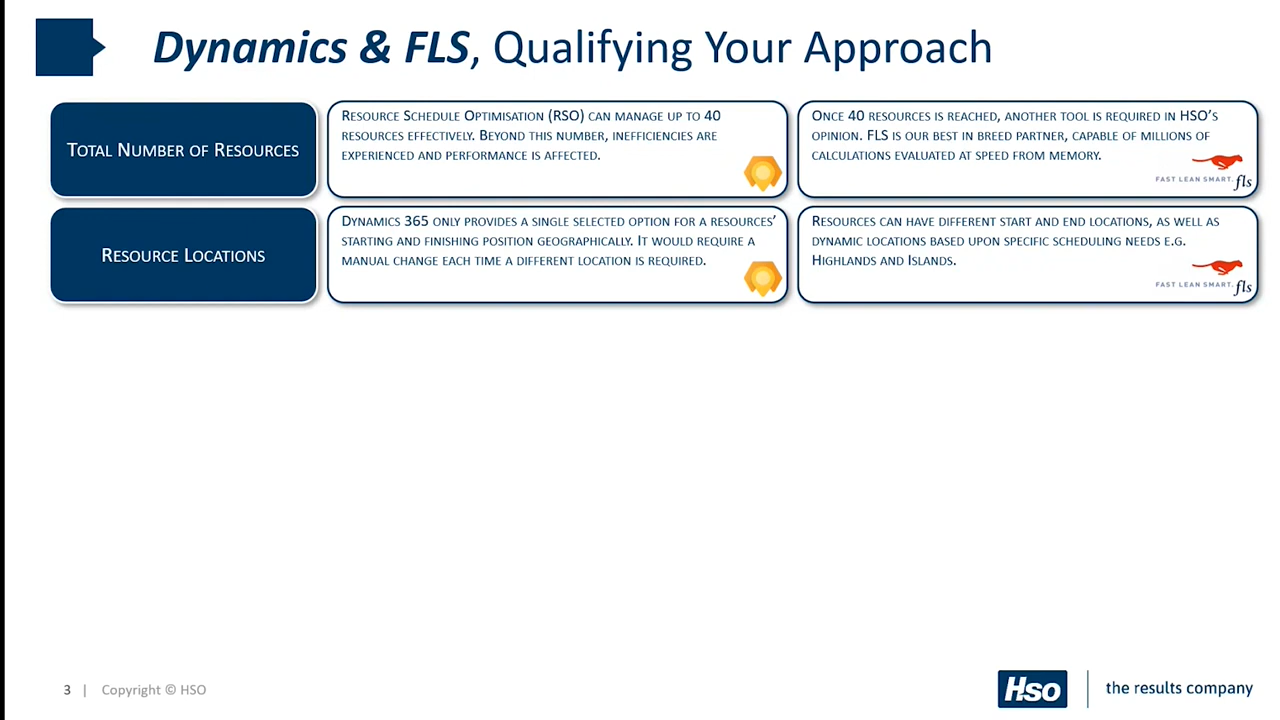 Dynamics & FLS, Qualifying Your Approach
Total Number of Resources
Resource Schedule Optimisation (RSO) can manage up to 40
resources effectively. Beyond this number, inefficiencies are
experienced and performance is affected.
Once 40 resources is reached, another tool is required in HSO's
opinion. FLS is our best in breed partner, capable of millions of
calculations evaluated at speed from memory.
FAST LEAN SMART. fls
Resource Locations
Dynamics 365 only provides a single selected option for a resources'
starting and finishing position geographically. It would require a
manual change each time a different location is required.
Resources can have different start and end locations, as well as
dynamic locations based upon specific scheduling needs e.g.
Highlands and Islands.
FAST LEAN SMART. fls
3 | Copyright © HSO
Hso | the results company